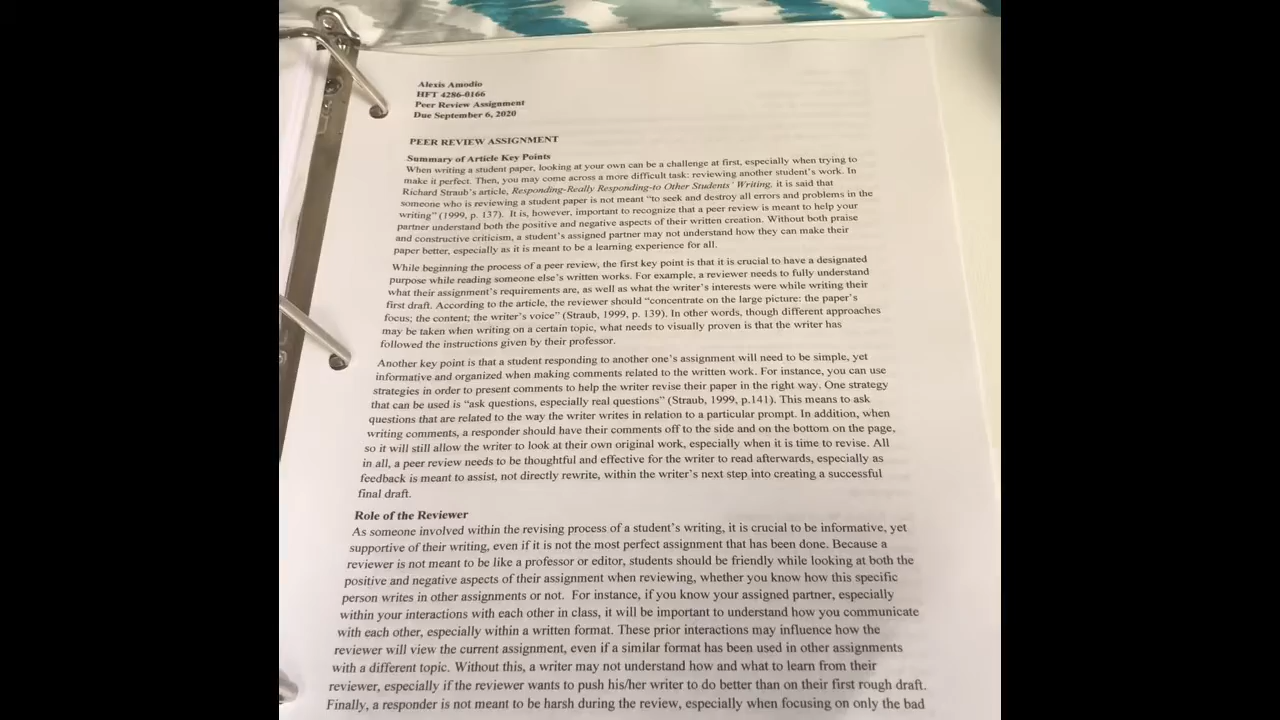 Alexis Amodio
HFT 4286-0166
Peer Review Assignment
Due September 6, 2020
PEER REVIEW ASSIGNMENT
Summary of Article Key Points
When writing a student paper, looking at your own can be a challenge at first, especially when trying to
make it perfect. Then, you may come across a more difficult task: reviewing another student's work. In
Richard Straub's article, Responding-Really Responding-to Other Students' Writing, it is said that
someone who is reviewing a student paper is not meant "to seek and destroy all errors and problems in the
writing" (1999, p. 137). It is, however, important to recognize that a peer review is meant to help your
partner understand both the positive and negative aspects of their written creation. Without both praise
and constructive criticism, a student's assigned partner may not understand how they can make their
paper better, especially as it is meant to be a learning experience for all.
While beginning the process of a peer review, the first key point is that it is crucial to have a designated
purpose while reading someone else's written works. For example, a reviewer needs to fully understand
what their assignment's requirements are, as well as what the writer's interests were while writing their
first draft. According to the article, the reviewer should "concentrate on the large picture: the paper's
focus; the content; the writer's voice" (Straub, 1999, p. 139). In other words, though different approaches
may be taken when writing on a certain topic, what needs to visually proven is that the writer has
followed the instructions given by their professor.
Another key point is that a student responding to another one's assignment will need to be simple, yet
informative and organized when making comments related to the written work. For instance, you can use
strategies in order to present comments to help the writer revise their paper in the right way. One strategy
that can be used is "ask questions, especially real questions" (Straub, 1999, p.141). This means to ask
questions that are related to the way the writer writes in relation to a particular prompt. In addition, when
writing comments, a responder should have their comments off to the side and on the bottom on the page,
so it will still allow the writer to look at their own original work, especially when it is time to revise. All
in all, a peer review needs to be thoughtful and effective for the writer to read afterwards, especially as
feedback is meant to assist, not directly rewrite, within the writer's next step into creating a successful
final draft.
Role of the Reviewer
As someone involved within the revising process of a student's writing, it is crucial to be informative, yet
supportive of their writing, even if it is not the most perfect assignment that has been done. Because a
reviewer is not meant to be like a professor or editor, students should be friendly while looking at both the
positive and negative aspects of their assignment when reviewing, whether you know how this specific
person writes in other assignments or not. For instance, if you know your assigned partner, especially
within your interactions with each other in class, it will be important to understand how you communicate
with each other, especially within a written format. These prior interactions may influence how the
reviewer will view the current assignment, even if a similar format has been used in other assignments
with a different topic. Without this, a writer may not understand how and what to learn from their
reviewer, especially if the reviewer wants to push his/her writer to do better than on their first rough draft.
Finally, a responder is not meant to be harsh during the review, especially when focusing on only the bad